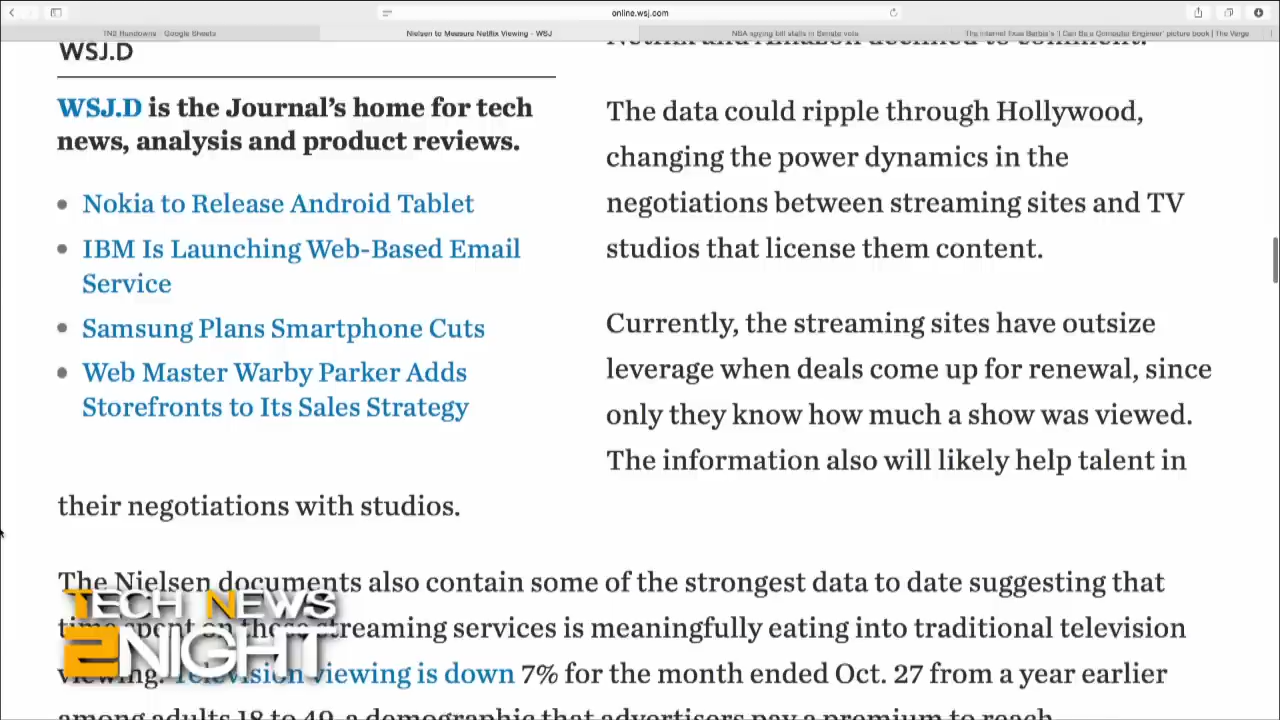 online.wsj.com
TN2 Rundowns - Google Sheets
Nielsen to Measure Netflix Viewing - WSJ
NSA spying bill stalls in Senate vote
The internet fixes Barbie's 'I Can Be a Computer Engineer' picture book | The Verge
WSJ.D
WSJ.D is the Journal’s home for tech
news, analysis and product reviews.
Nokia to Release Android Tablet
IBM Is Launching Web-Based Email
Service
Samsung Plans Smartphone Cuts
Web Master Warby Parker Adds
Storefronts to Its Sales Strategy
Netflix and Amazon declined to comment.
The data could ripple through Hollywood,
changing the power dynamics in the
negotiations between streaming sites and TV
studios that license them content.
Currently, the streaming sites have outsize
leverage when deals come up for renewal, since
only they know how much a show was viewed.
The information also will likely help talent in
their negotiations with studios.
The Nielsen documents also contain some of the strongest data to date suggesting that
time spent on those streaming services is meaningfully eating into traditional television
viewing. Television viewing is down 7% for the month ended Oct. 27 from a year earlier
among adults 18 to 49, a demographic that advertisers pay a premium to reach.
TECH NEWS
2NIGHT